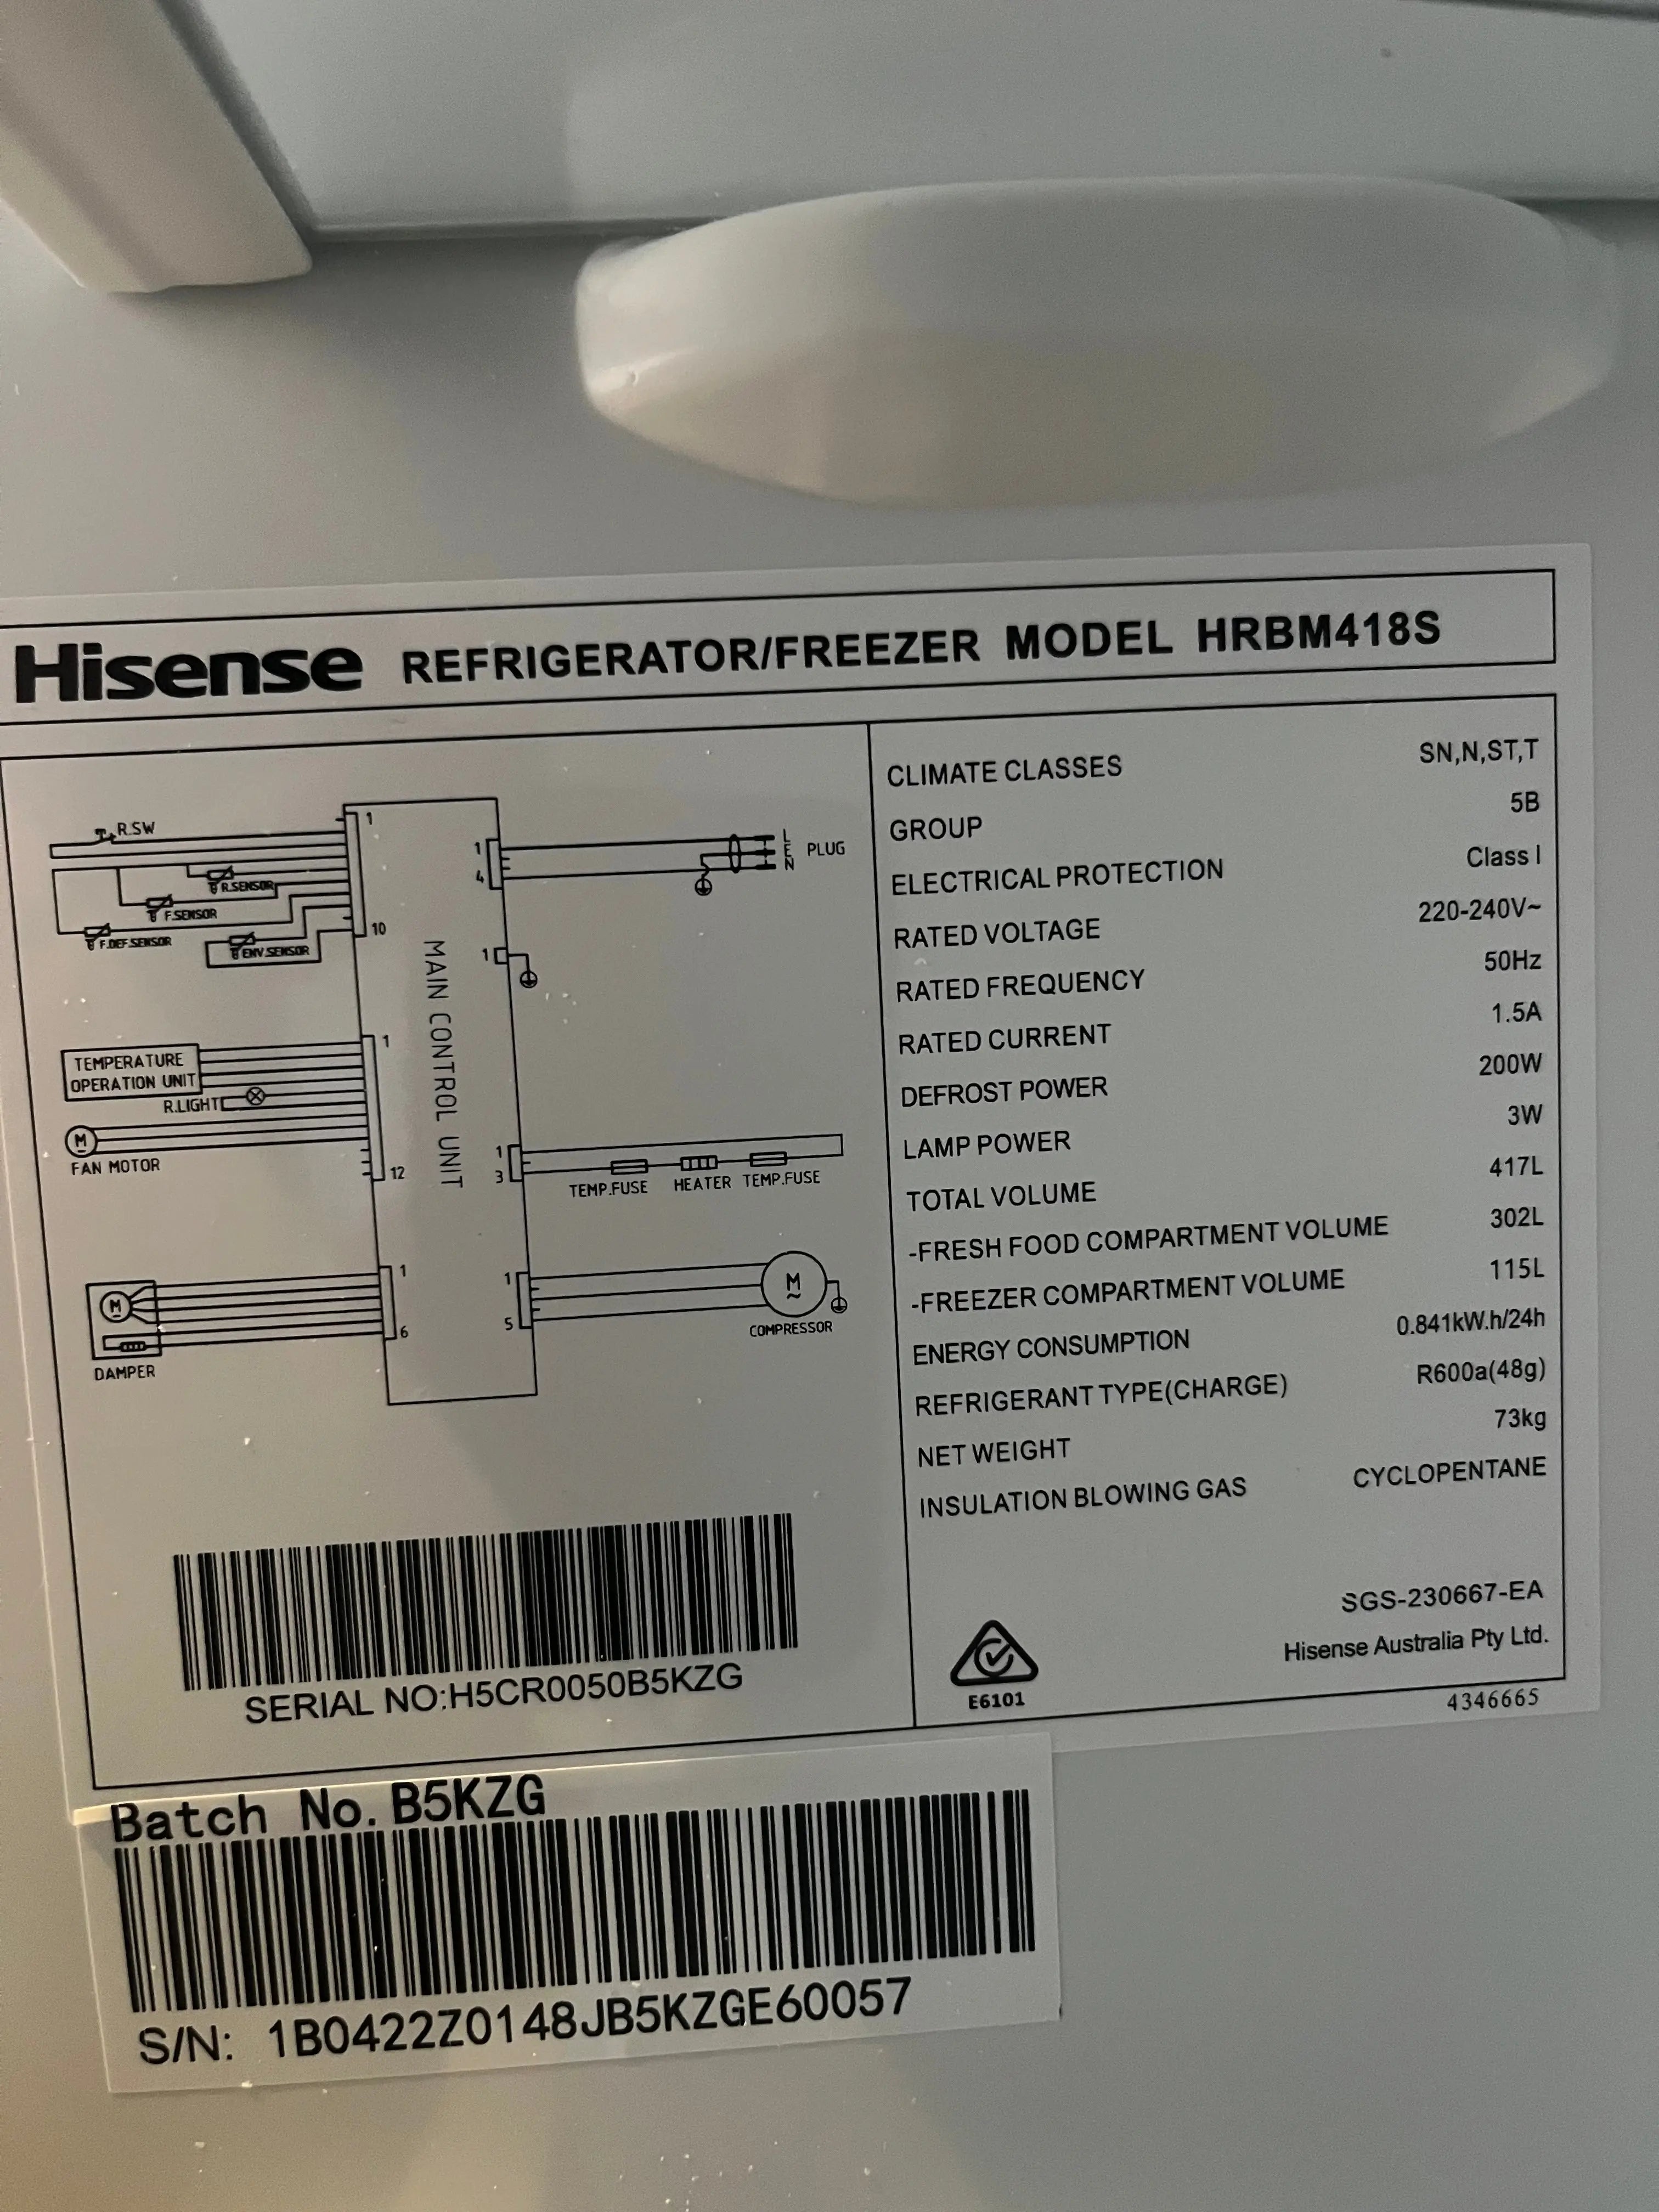 Hisense REFRIGERATOR/FREEZER MODEL HRBM418S
R.SW
R.SENSOR
F.SENSOR
F.DEF.SENSOR
ENV.SENSOR
1
10
TEMPERATURE
OPERATION UNIT
R.LIGHT
M
FAN MOTOR
1
12
M
DAMPER
1
6
MAIN CONTROL UNIT
1
4
L
E
N
PLUG
1
1
3
TEMP.FUSE HEATER TEMP.FUSE
1
5
M
~
COMPRESSOR
CLIMATE CLASSES SN,N,ST,T
GROUP 5B
ELECTRICAL PROTECTION Class I
RATED VOLTAGE 220-240V~
RATED FREQUENCY 50Hz
RATED CURRENT 1.5A
DEFROST POWER 200W
LAMP POWER 3W
TOTAL VOLUME 417L
-FRESH FOOD COMPARTMENT VOLUME 302L
-FREEZER COMPARTMENT VOLUME 115L
ENERGY CONSUMPTION 0.841kW.h/24h
REFRIGERANT TYPE(CHARGE) R600a(48g)
NET WEIGHT 73kg
INSULATION BLOWING GAS CYCLOPENTANE
SGS-230667-EA
Hisense Australia Pty Ltd.
E6101
4346665
SERIAL NO:H5CR0050B5KZG
Batch No. B5KZG
S/N: 1B0422Z0148JB5KZGE60057